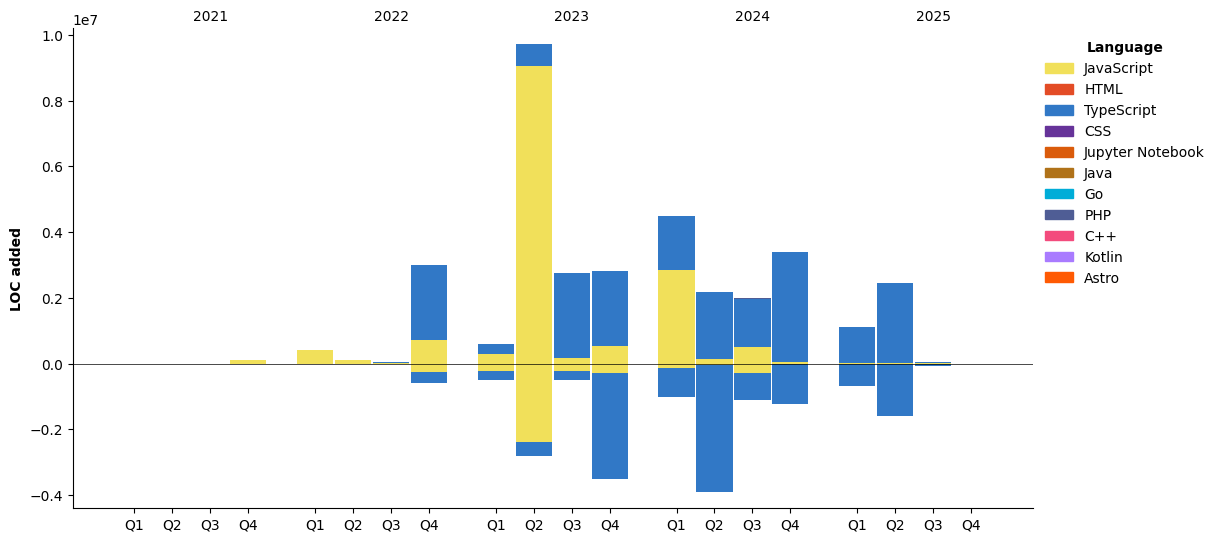 1e7
2021 2022 2023 2024 2025
1.0
0.8
0.6
0.4
0.2
0.0
−0.2
−0.4
LOC added
Q1 Q2 Q3 Q4 Q1 Q2 Q3 Q4 Q1 Q2 Q3 Q4 Q1 Q2 Q3 Q4 Q1 Q2 Q3 Q4
Language
JavaScript
HTML
TypeScript
CSS
Jupyter Notebook
Java
Go
PHP
C++
Kotlin
Astro